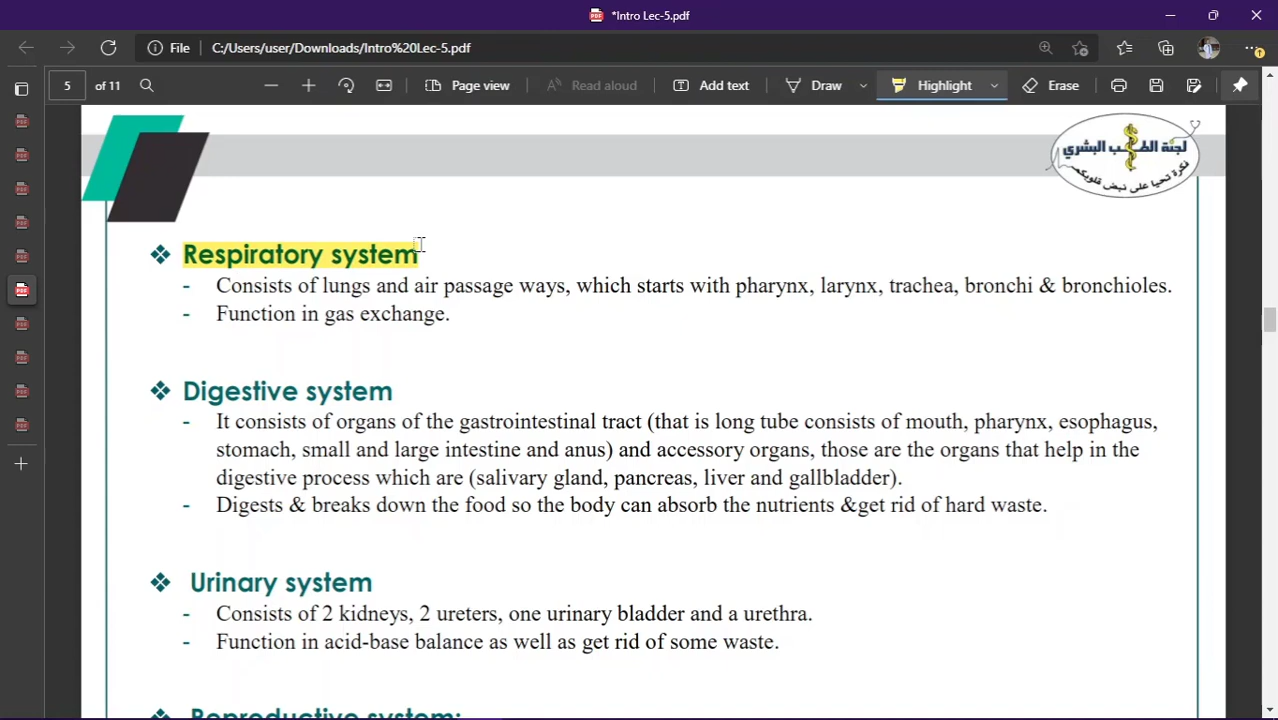 *Intro Lec-5.pdf
File C:/Users/user/Downloads/Intro%20Lec-5.pdf
5 of 11 Page view Read aloud Add text Draw Highlight Erase
لجنة الطب البشري
فكرة تحيا على نبض قلوبكم
❖ Respiratory system
- Consists of lungs and air passage ways, which starts with pharynx, larynx, trachea, bronchi & bronchioles.
- Function in gas exchange.
❖ Digestive system
- It consists of organs of the gastrointestinal tract (that is long tube consists of mouth, pharynx, esophagus,
stomach, small and large intestine and anus) and accessory organs, those are the organs that help in the
digestive process which are (salivary gland, pancreas, liver and gallbladder).
- Digests & breaks down the food so the body can absorb the nutrients &get rid of hard waste.
❖ Urinary system
- Consists of 2 kidneys, 2 ureters, one urinary bladder and a urethra.
- Function in acid-base balance as well as get rid of some waste.
❖ Reproductive system: